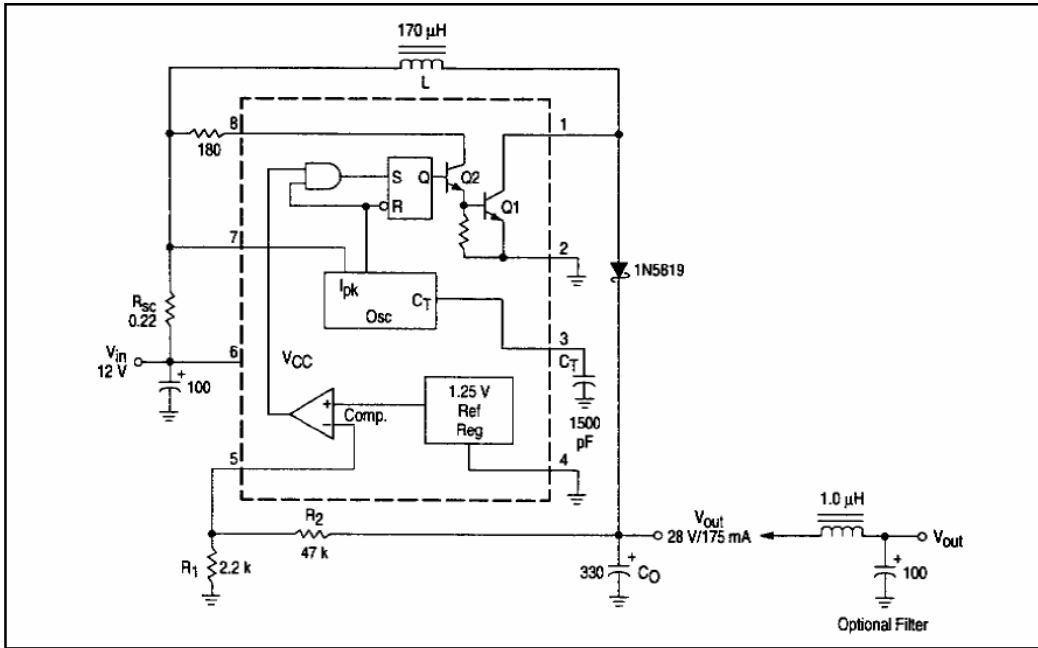 170 μH
L
8
1
180
S
Q
Q2
R
Q1
7
2
1N5819
Ipk
CT
Osc
Rsc
0.22
3
Vin
12 V
6
VCC
CT
+
100
1.25 V
Ref
Reg
+
Comp.
−
1500
pF
5
4
1.0 μH
R2
47 k
Vout
28 V/175 mA
Vout
R1
2.2 k
330
+
CO
+
100
Optional Filter